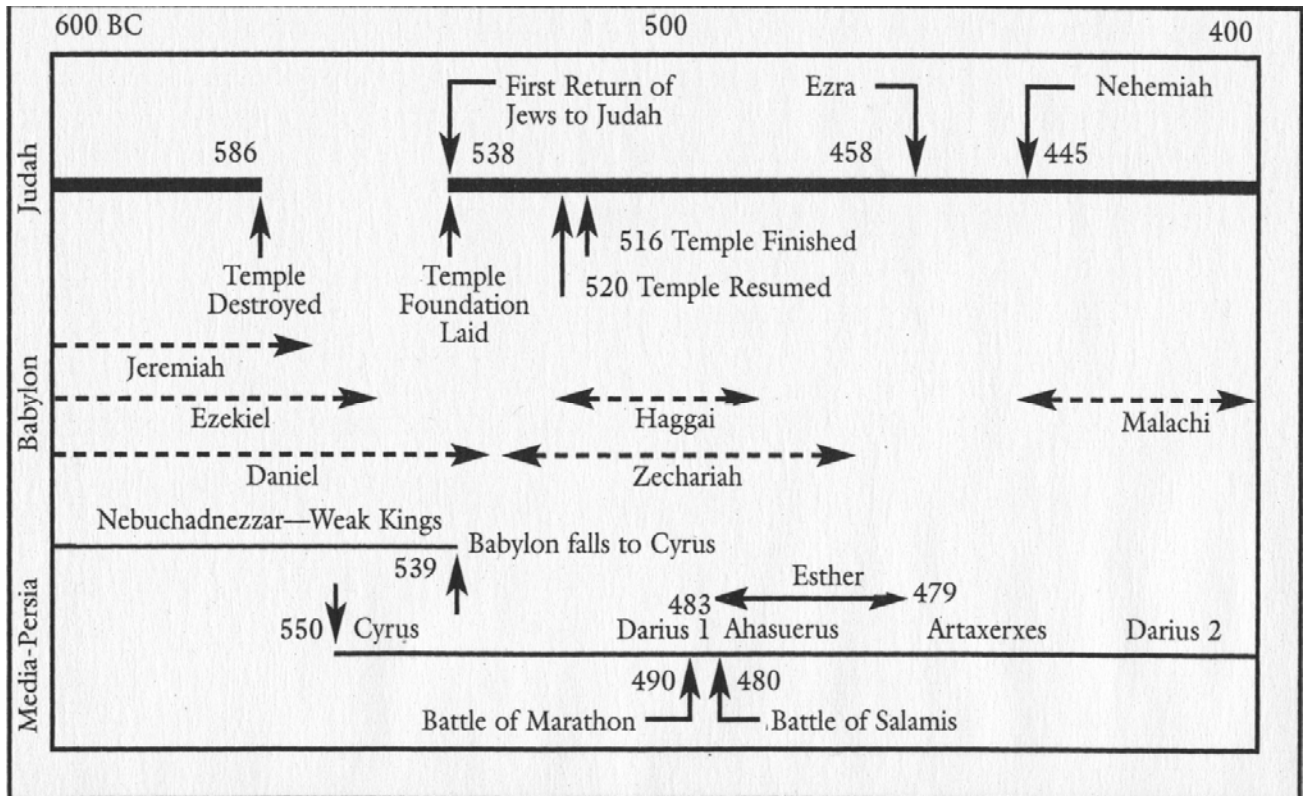 600 BC 500 400
First Return of
Jews to Judah
Ezra
Nehemiah
586
538
458
445
Judah
516 Temple Finished
520 Temple Resumed
Temple
Destroyed
Temple
Foundation
Laid
Babylon
Jeremiah
Ezekiel
Haggai
Malachi
Daniel
Zechariah
Nebuchadnezzar—Weak Kings
Babylon falls to Cyrus
539
Media-Persia
Esther
483
479
550
Cyrus
Darius 1
Ahasuerus
Artaxerxes
Darius 2
490
480
Battle of Marathon
Battle of Salamis